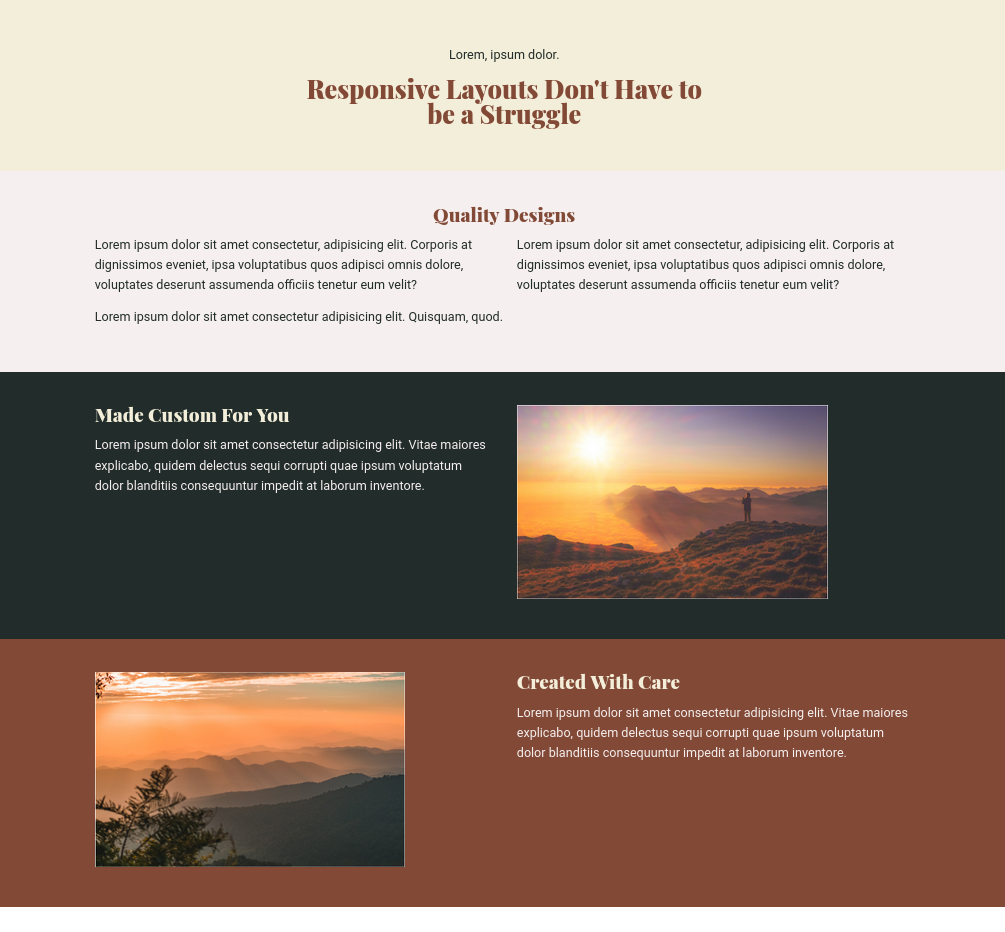 Lorem, ipsum dolor.
Responsive Layouts Don't Have to
be a Struggle
Quality Designs
Lorem ipsum dolor sit amet consectetur, adipisicing elit. Corporis at
dignissimos eveniet, ipsa voluptatibus quos adipisci omnis dolore,
voluptates deserunt assumenda officiis tenetur eum velit?
Lorem ipsum dolor sit amet consectetur adipisicing elit. Quisquam, quod.
Lorem ipsum dolor sit amet consectetur, adipisicing elit. Corporis at
dignissimos eveniet, ipsa voluptatibus quos adipisci omnis dolore,
voluptates deserunt assumenda officiis tenetur eum velit?
Made Custom For You
Lorem ipsum dolor sit amet consectetur adipisicing elit. Vitae maiores
explicabo, quidem delectus sequi corrupti quae ipsum voluptatum
dolor blanditiis consequuntur impedit at laborum inventore.
Created With Care
Lorem ipsum dolor sit amet consectetur adipisicing elit. Vitae maiores
explicabo, quidem delectus sequi corrupti quae ipsum voluptatum
dolor blanditiis consequuntur impedit at laborum inventore.